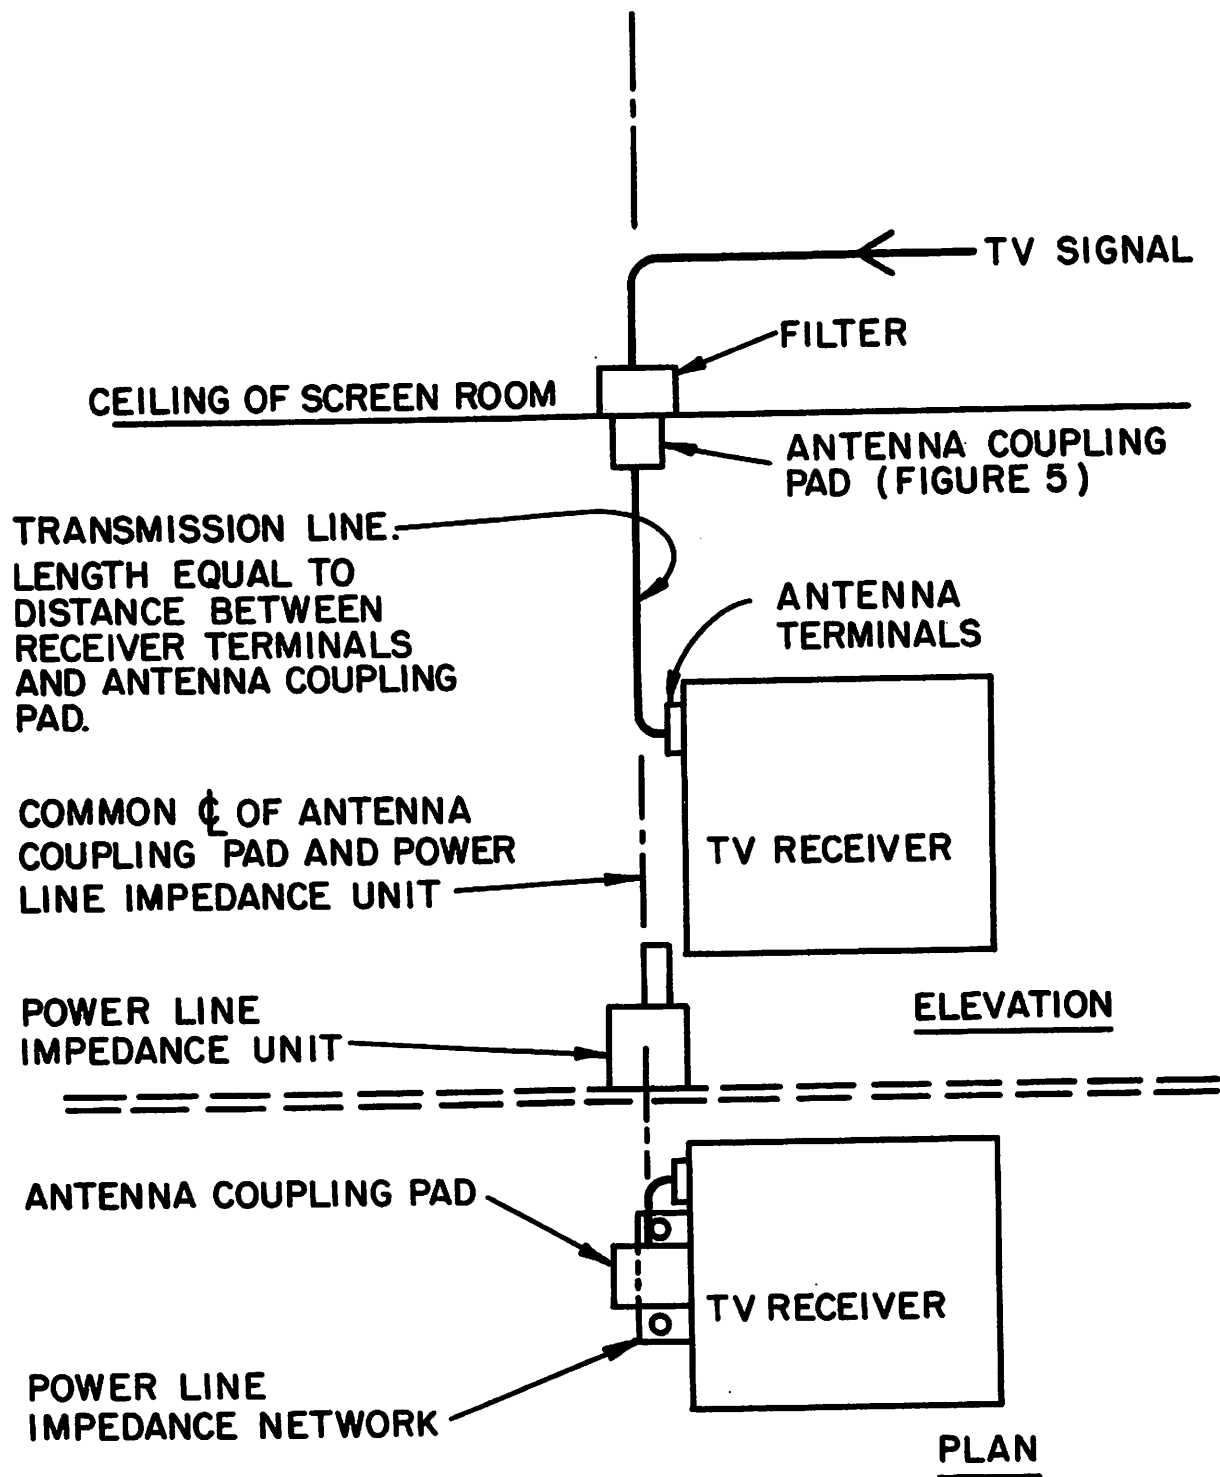 TV SIGNAL
FILTER
CEILING OF SCREEN ROOM
ANTENNA COUPLING
PAD (FIGURE 5)
TRANSMISSION LINE.
LENGTH EQUAL TO
DISTANCE BETWEEN
RECEIVER TERMINALS
AND ANTENNA COUPLING
PAD.
ANTENNA
TERMINALS
COMMON ℄ OF ANTENNA
COUPLING PAD AND POWER
LINE IMPEDANCE UNIT
TV RECEIVER
POWER LINE
IMPEDANCE UNIT
ELEVATION
ANTENNA COUPLING PAD
TV RECEIVER
POWER LINE
IMPEDANCE NETWORK
PLAN